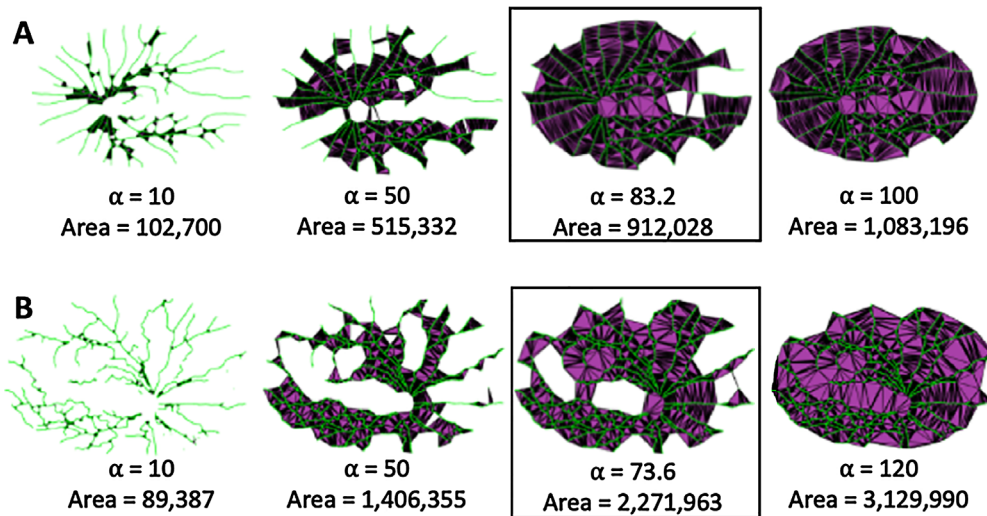 A
α = 10
Area = 102,700
α = 50
Area = 515,332
α = 83.2
Area = 912,028
α = 100
Area = 1,083,196
B
α = 10
Area = 89,387
α = 50
Area = 1,406,355
α = 73.6
Area = 2,271,963
α = 120
Area = 3,129,990